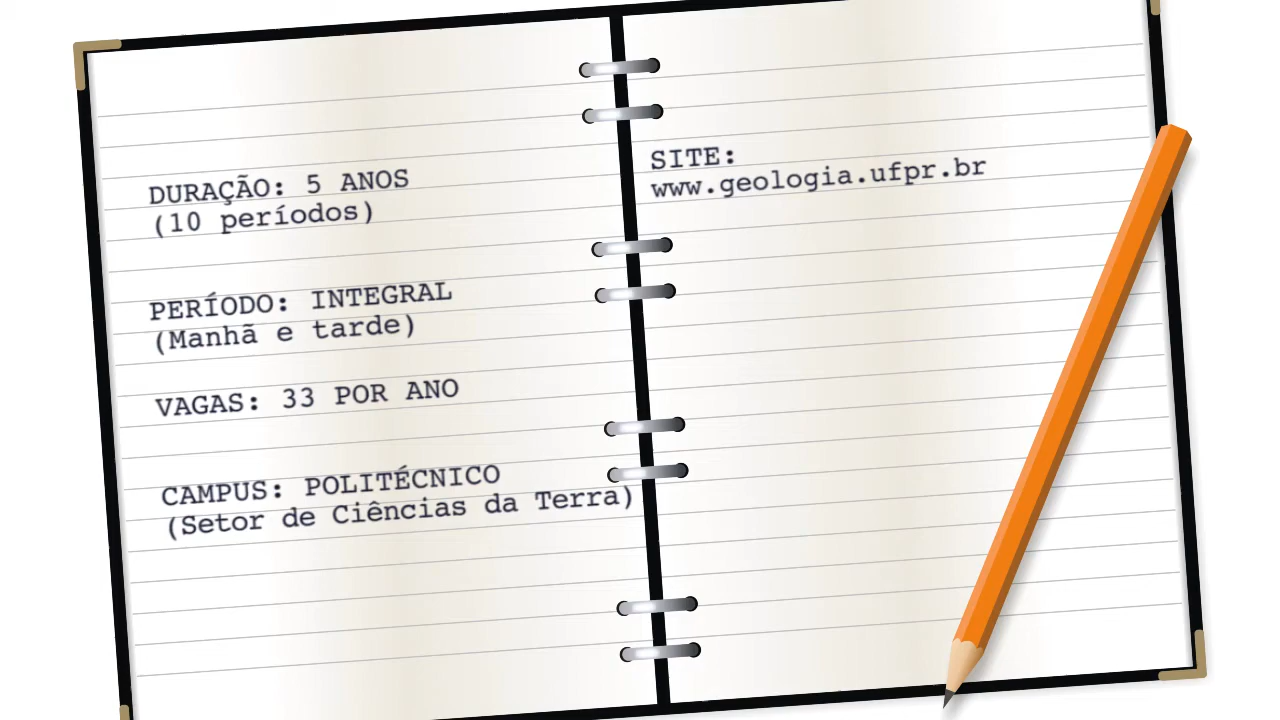 DURAÇÃO: 5 ANOS
(10 períodos)
PERÍODO: INTEGRAL
(Manhã e tarde)
VAGAS: 33 POR ANO
CAMPUS: POLITÉCNICO
(Setor de Ciências da Terra)
SITE:
www.geologia.ufpr.br